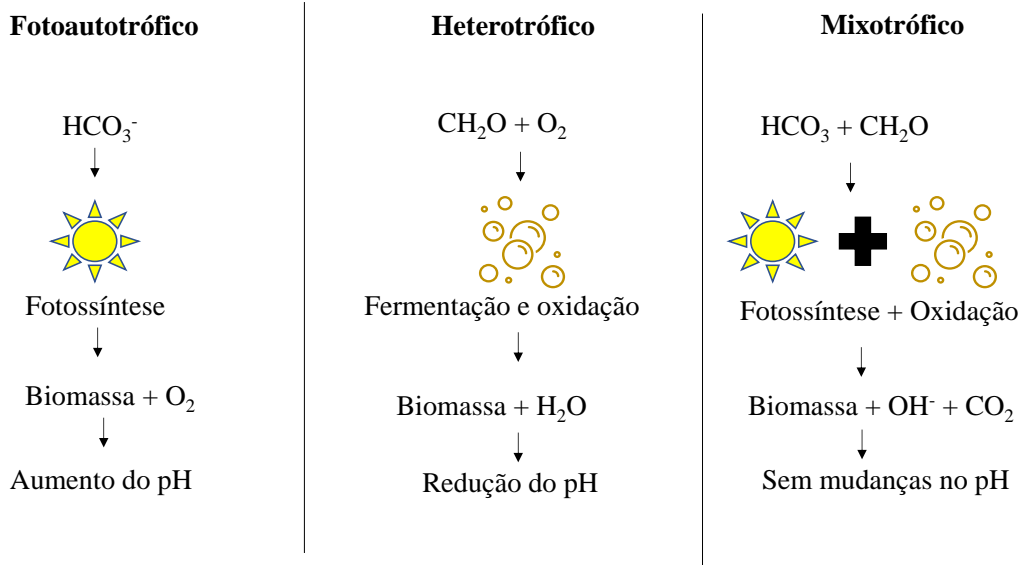 Fotoautotrófico
HCO₃⁻
Fotossíntese
Biomassa + O₂
Aumento do pH
Heterotrófico
CH₂O + O₂
Fermentação e oxidação
Biomassa + H₂O
Redução do pH
Mixotrófico
HCO₃ + CH₂O
Fotossíntese + Oxidação
Biomassa + OH⁻ + CO₂
Sem mudanças no pH